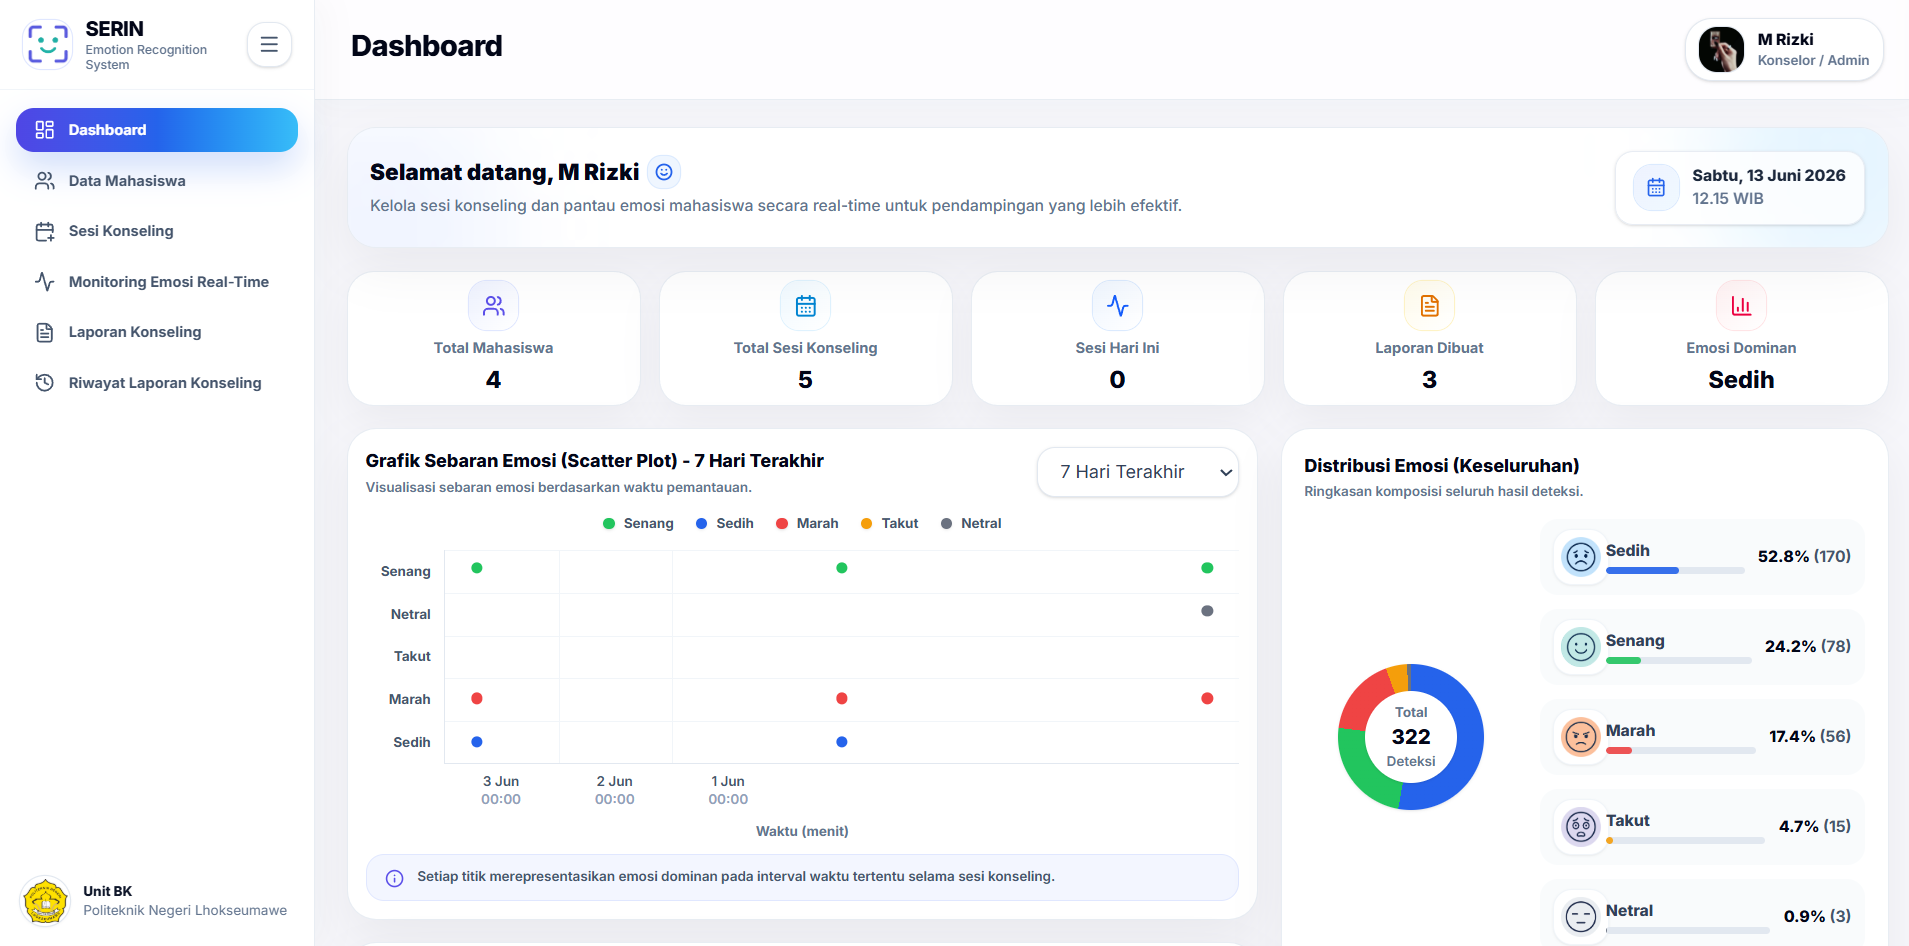 SERIN
Emotion Recognition
System
Dashboard
Data Mahasiswa
Sesi Konseling
Monitoring Emosi Real-Time
Laporan Konseling
Riwayat Laporan Konseling
Unit BK
Politeknik Negeri Lhokseumawe
Dashboard
M Rizki
Konselor / Admin
Selamat datang, M Rizki
Kelola sesi konseling dan pantau emosi mahasiswa secara real-time untuk pendampingan yang lebih efektif.
Sabtu, 13 Juni 2026
12.15 WIB
Total Mahasiswa
4
Total Sesi Konseling
5
Sesi Hari Ini
0
Laporan Dibuat
3
Emosi Dominan
Sedih
Grafik Sebaran Emosi (Scatter Plot) - 7 Hari Terakhir
Visualisasi sebaran emosi berdasarkan waktu pemantauan.
7 Hari Terakhir
Senang Sedih Marah Takut Netral
Senang
Netral
Takut
Marah
Sedih
3 Jun 2 Jun 1 Jun
00:00 00:00 00:00
Waktu (menit)
Setiap titik merepresentasikan emosi dominan pada interval waktu tertentu selama sesi konseling.
Distribusi Emosi (Keseluruhan)
Ringkasan komposisi seluruh hasil deteksi.
Total
322
Deteksi
Sedih 52.8% (170)
Senang 24.2% (78)
Marah 17.4% (56)
Takut 4.7% (15)
Netral 0.9% (3)